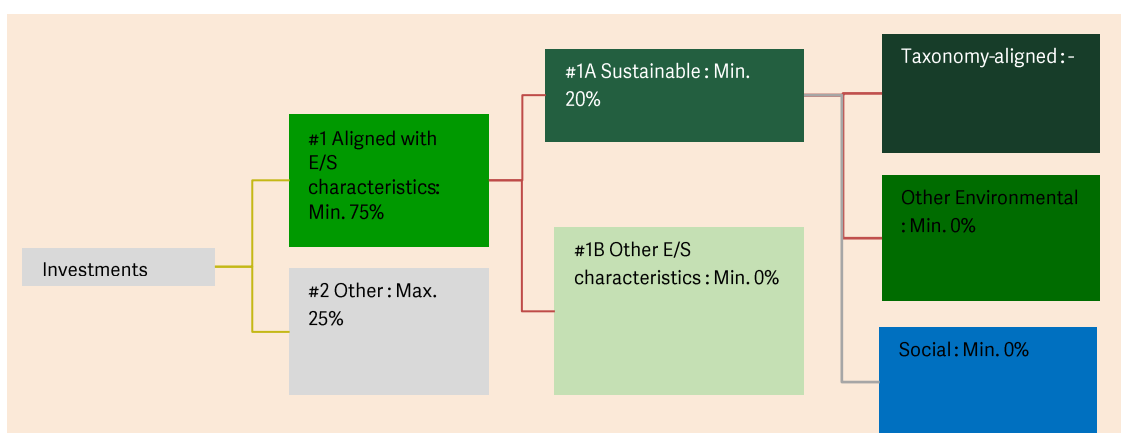 Investments
#1 Aligned with
E/S
characteristics:
Min. 75%
#2 Other : Max.
25%
#1A Sustainable : Min.
20%
#1B Other E/S
characteristics : Min. 0%
Taxonomy-aligned : -
Other Environmental
: Min. 0%
Social : Min. 0%